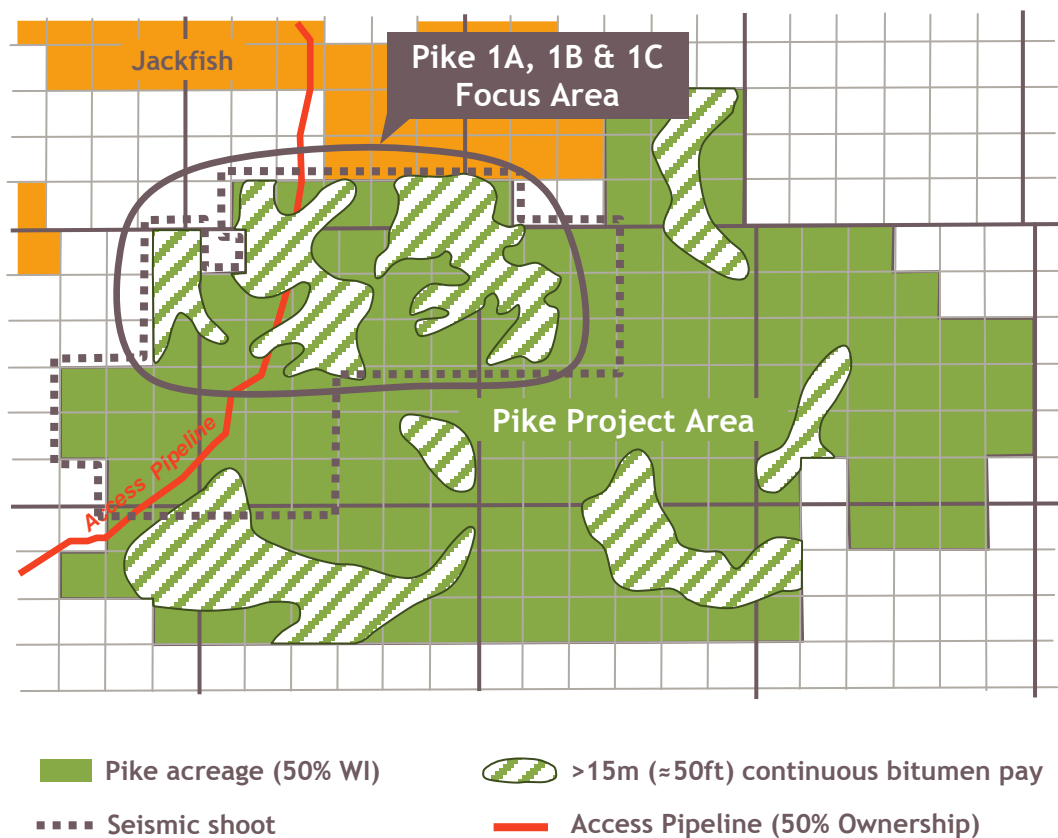 Jackfish
Pike 1A, 1B & 1C
Focus Area
Pike Project Area
Access Pipeline
Pike acreage (50% WI)
>15m (≈50ft) continuous bitumen pay
Seismic shoot
Access Pipeline (50% Ownership)